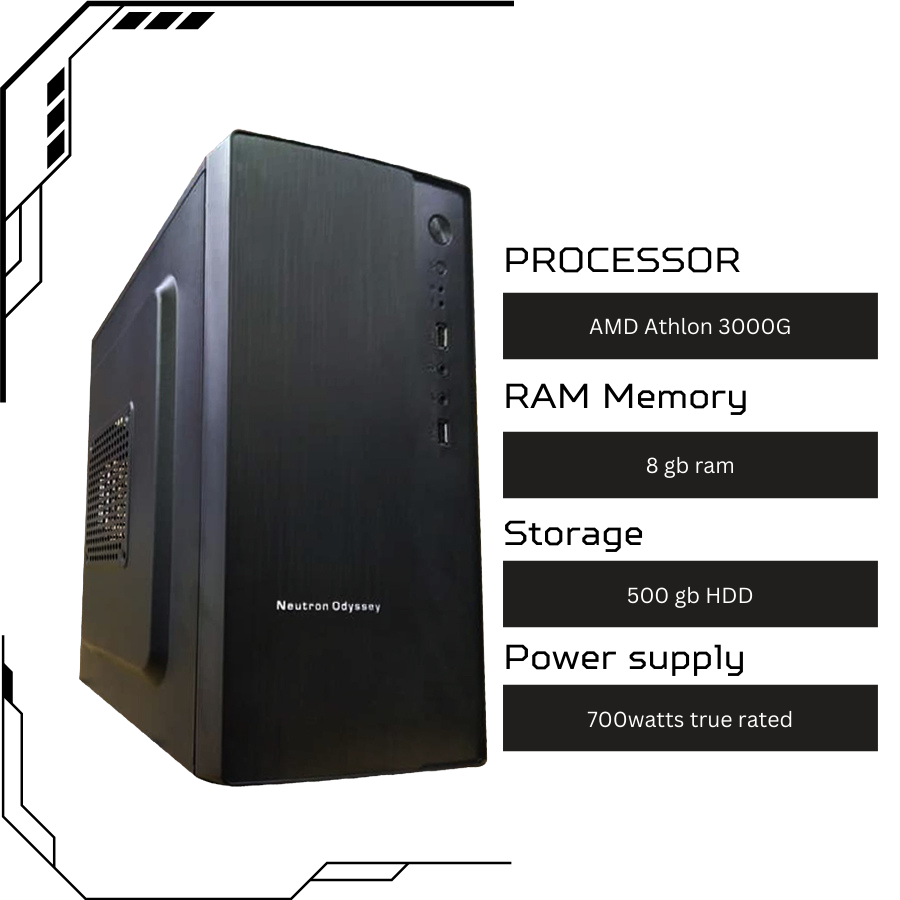 PROCESSOR
AMD Athlon 3000G
RAM Memory
8 gb ram
Storage
500 gb HDD
Power supply
700watts true rated
Neutron Odyssey